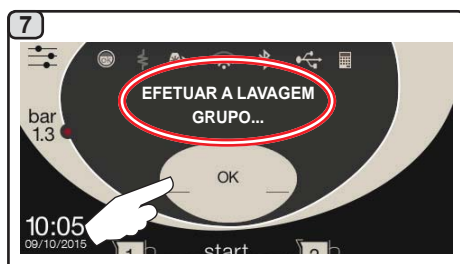 7
EFETUAR A LAVAGEM
GRUPO...
bar
1.3
OK
10:05
09/10/2015
1
start
2